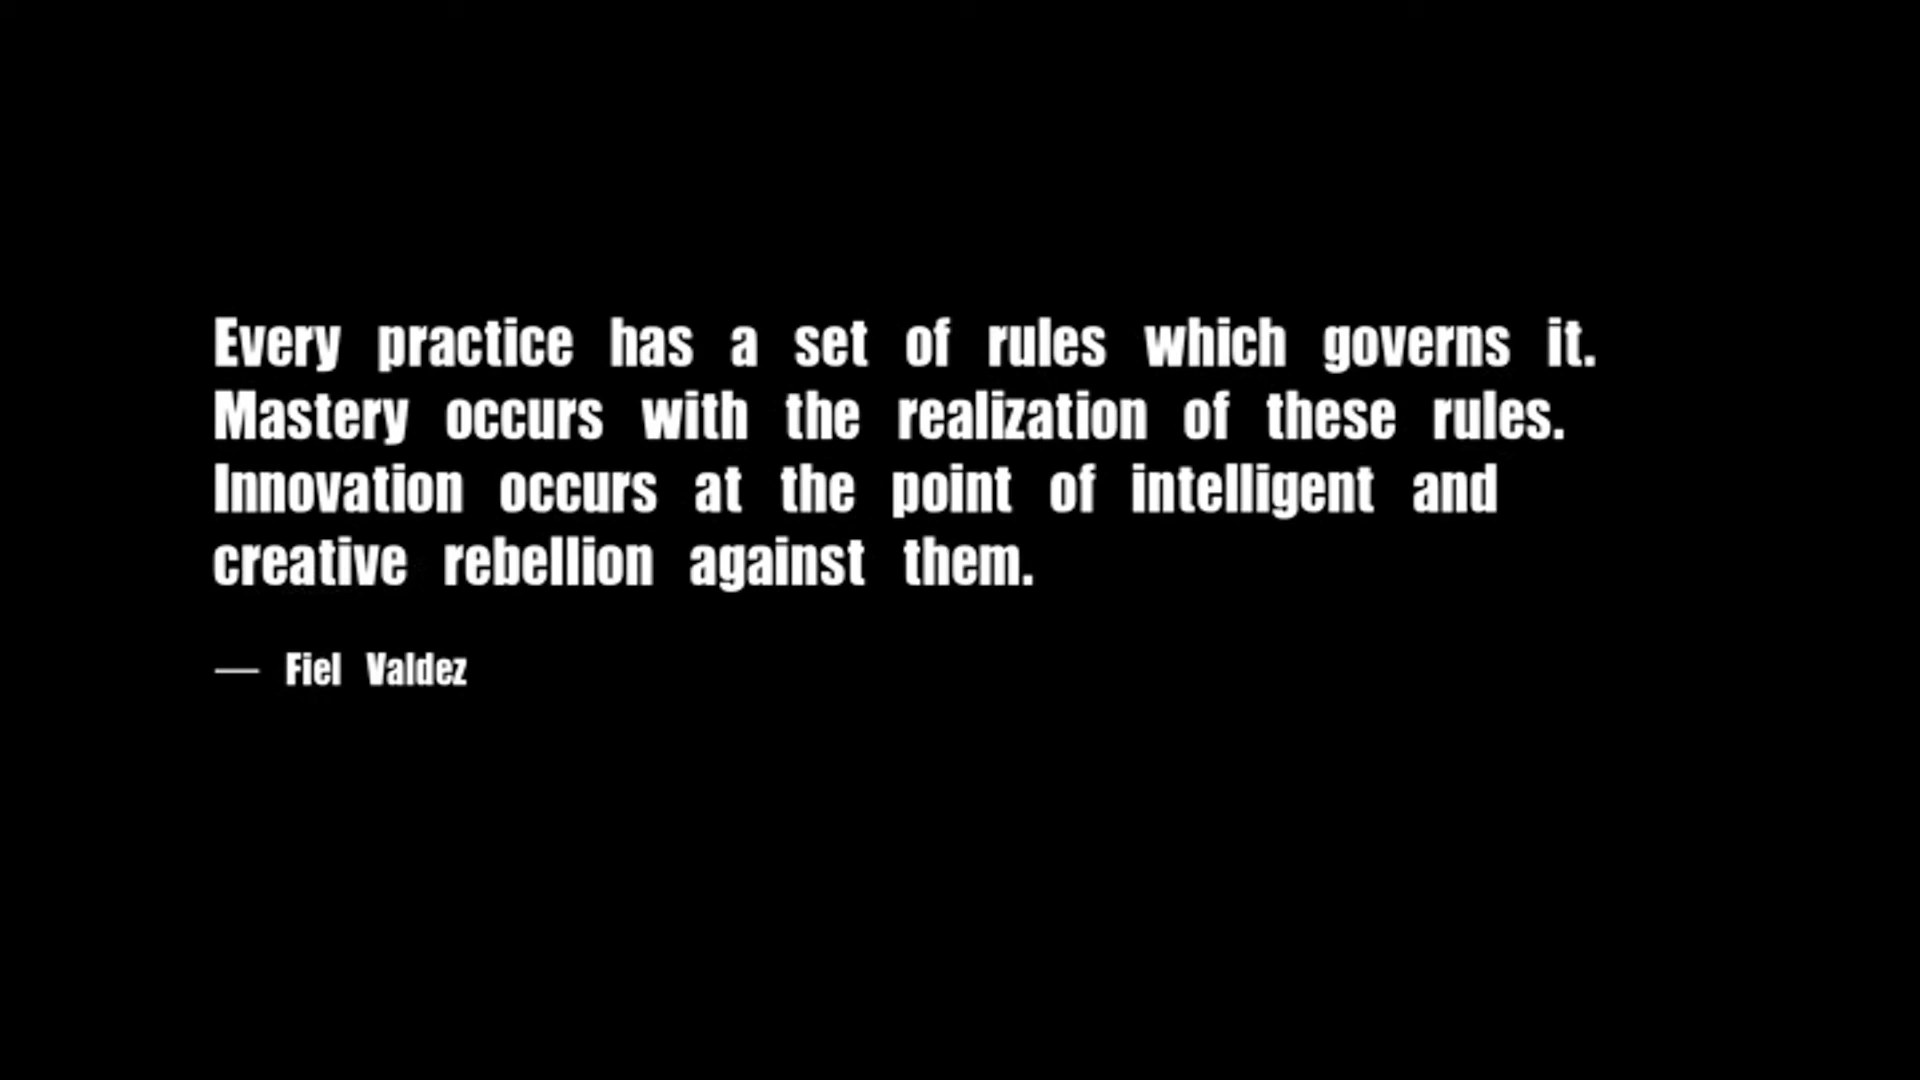 Every practice has a set of rules which governs it.
Mastery occurs with the realization of these rules.
Innovation occurs at the point of intelligent and
creative rebellion against them.
— Fiel Valdez